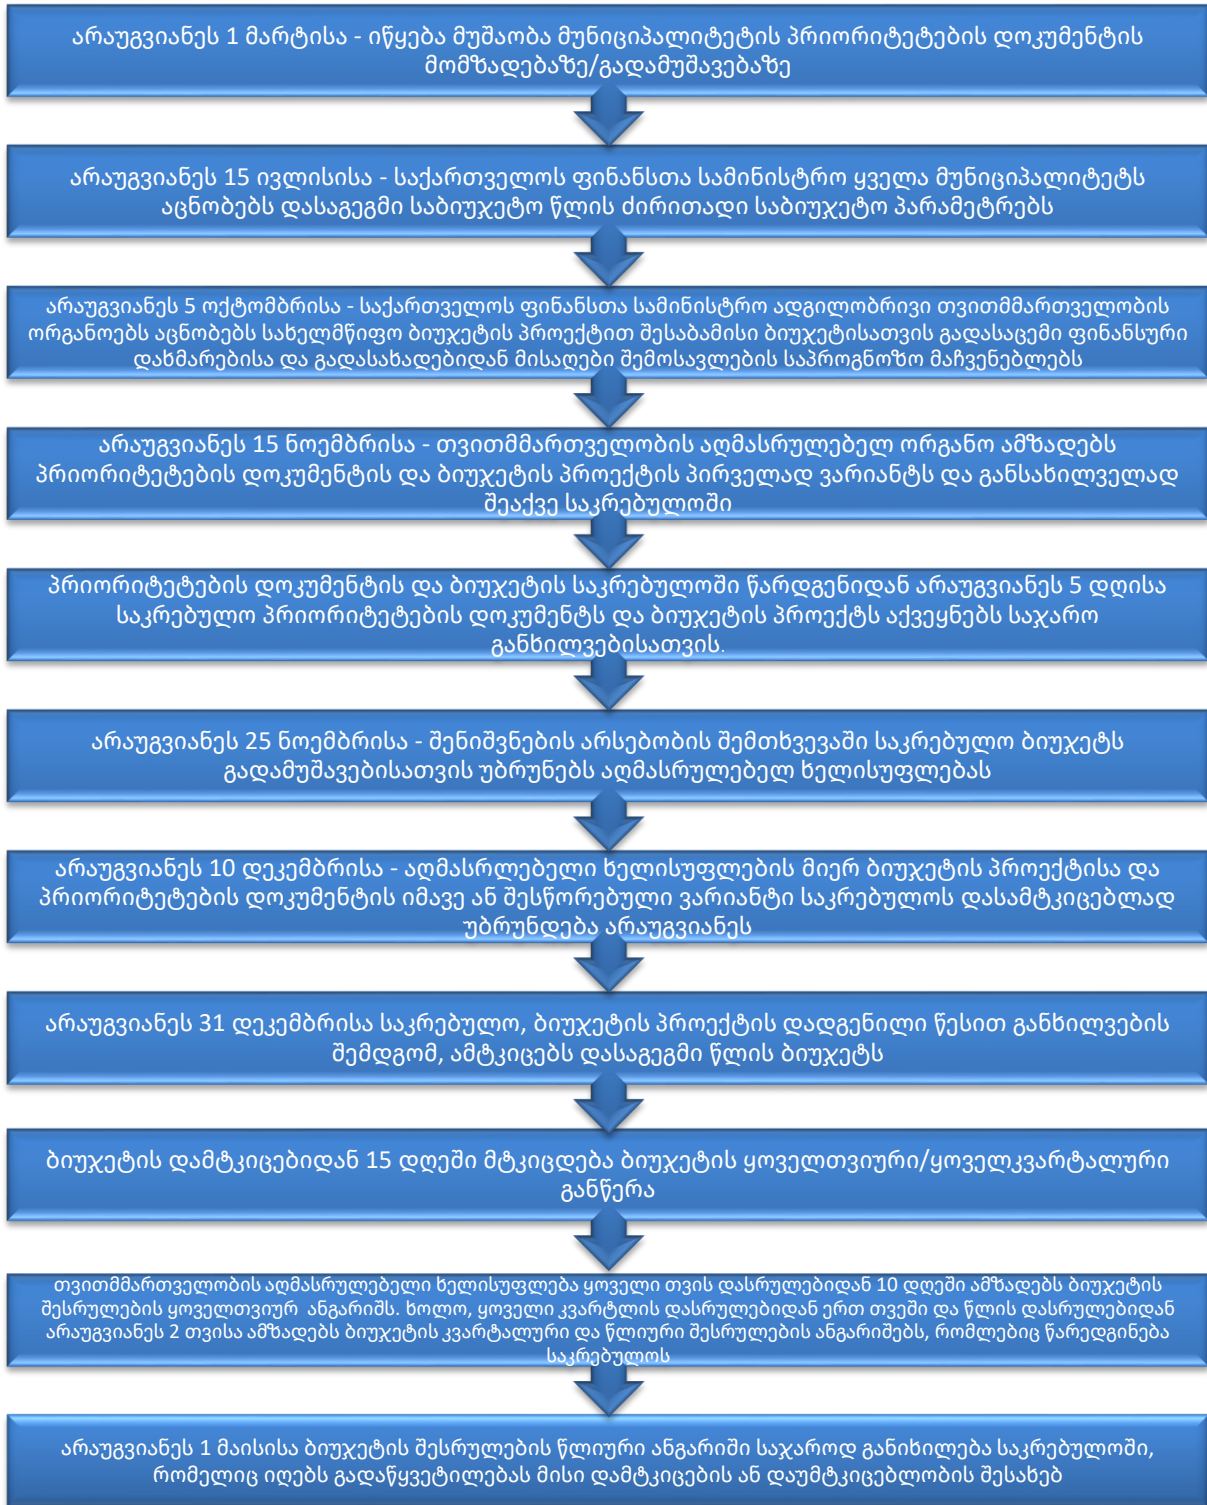 არაუგვიანეს 1 მარტისა - იწყება მუშაობა მუნიციპალიტეტის პრიორიტეტების დოკუმენტის
მომზადებაზე/გადამუშავებაზე
არაუგვიანეს 15 ივლისისა - საქართველოს ფინანსთა სამინისტრო ყველა მუნიციპალიტეტს
აცნობებს დასაგეგმი საბიუჯეტო წლის ძირითადი საბიუჯეტო პარამეტრებს
არაუგვიანეს 5 ოქტომბრისა - საქართველოს ფინანსთა სამინისტრო ადგილობრივი თვითმმართველობის
ორგანოებს აცნობებს სახელმწიფო ბიუჯეტის პროექტით შესაბამისი ბიუჯეტისათვის გადასაცემი ფინანსური
დახმარებისა და გადასახადებიდან მისაღები შემოსავლების საპროგნოზო მაჩვენებლებს
არაუგვიანეს 15 ნოემბრისა - თვითმმართველობის აღმასრულებელ ორგანო ამზადებს
პრიორიტეტების დოკუმენტის და ბიუჯეტის პროექტის პირველად ვარიანტს და განსახილველად
შეაქვე საკრებულოში
პრიორიტეტების დოკუმენტის და ბიუჯეტის საკრებულოში წარდგენიდან არაუგვიანეს 5 დღისა
საკრებულო პრიორიტეტების დოკუმენტს და ბიუჯეტის პროექტს აქვეყნებს საჯარო
განხილვებისათვის.
არაუგვიანეს 25 ნოემბრისა - შენიშვნების არსებობის შემთხვევაში საკრებულო ბიუჯეტს
გადამუშავებისათვის უბრუნებს აღმასრულებელ ხელისუფლებას
არაუგვიანეს 10 დეკემბრისა - აღმასრლებელი ხელისუფლების მიერ ბიუჯეტის პროექტისა და
პრიორიტეტების დოკუმენტის იმავე ან შესწორებული ვარიანტი საკრებულოს დასამტკიცებლად
უბრუნდება არაუგვიანეს
არაუგვიანეს 31 დეკემბრისა საკრებულო, ბიუჯეტის პროექტის დადგენილი წესით განხილვების
შემდგომ, ამტკიცებს დასაგეგმი წლის ბიუჯეტს
ბიუჯეტის დამტკიცებიდან 15 დღეში მტკიცდება ბიუჯეტის ყოველთვიური/ყოველკვარტალური
განწერა
თვითმმართველობის აღმასრულებელი ხელისუფლება ყოველი თვის დასრულებიდან 10 დღეში ამზადებს ბიუჯეტის
შესრულების ყოველთვიურ ანგარიშს. ხოლო, ყოველი კვარტლის დასრულებიდან ერთ თვეში და წლის დასრულებიდან
არაუგვიანეს 2 თვისა ამზადებს ბიუჯეტის კვარტალური და წლიური შესრულების ანგარიშებს, რომლებიც წარედგინება
საკრებულოს
არაუგვიანეს 1 მაისისა ბიუჯეტის შესრულების წლიური ანგარიში საჯაროდ განიხილება საკრებულოში,
რომელიც იღებს გადაწყვეტილებას მისი დამტკიცების ან დაუმტკიცებლობის შესახებ